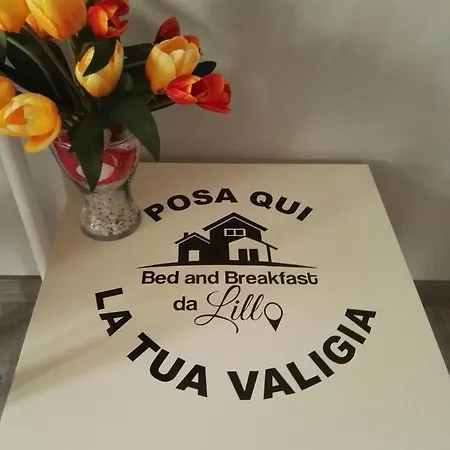 POSA QUI
Bed and Breakfast
da Lillo
LA TUA VALIGIA